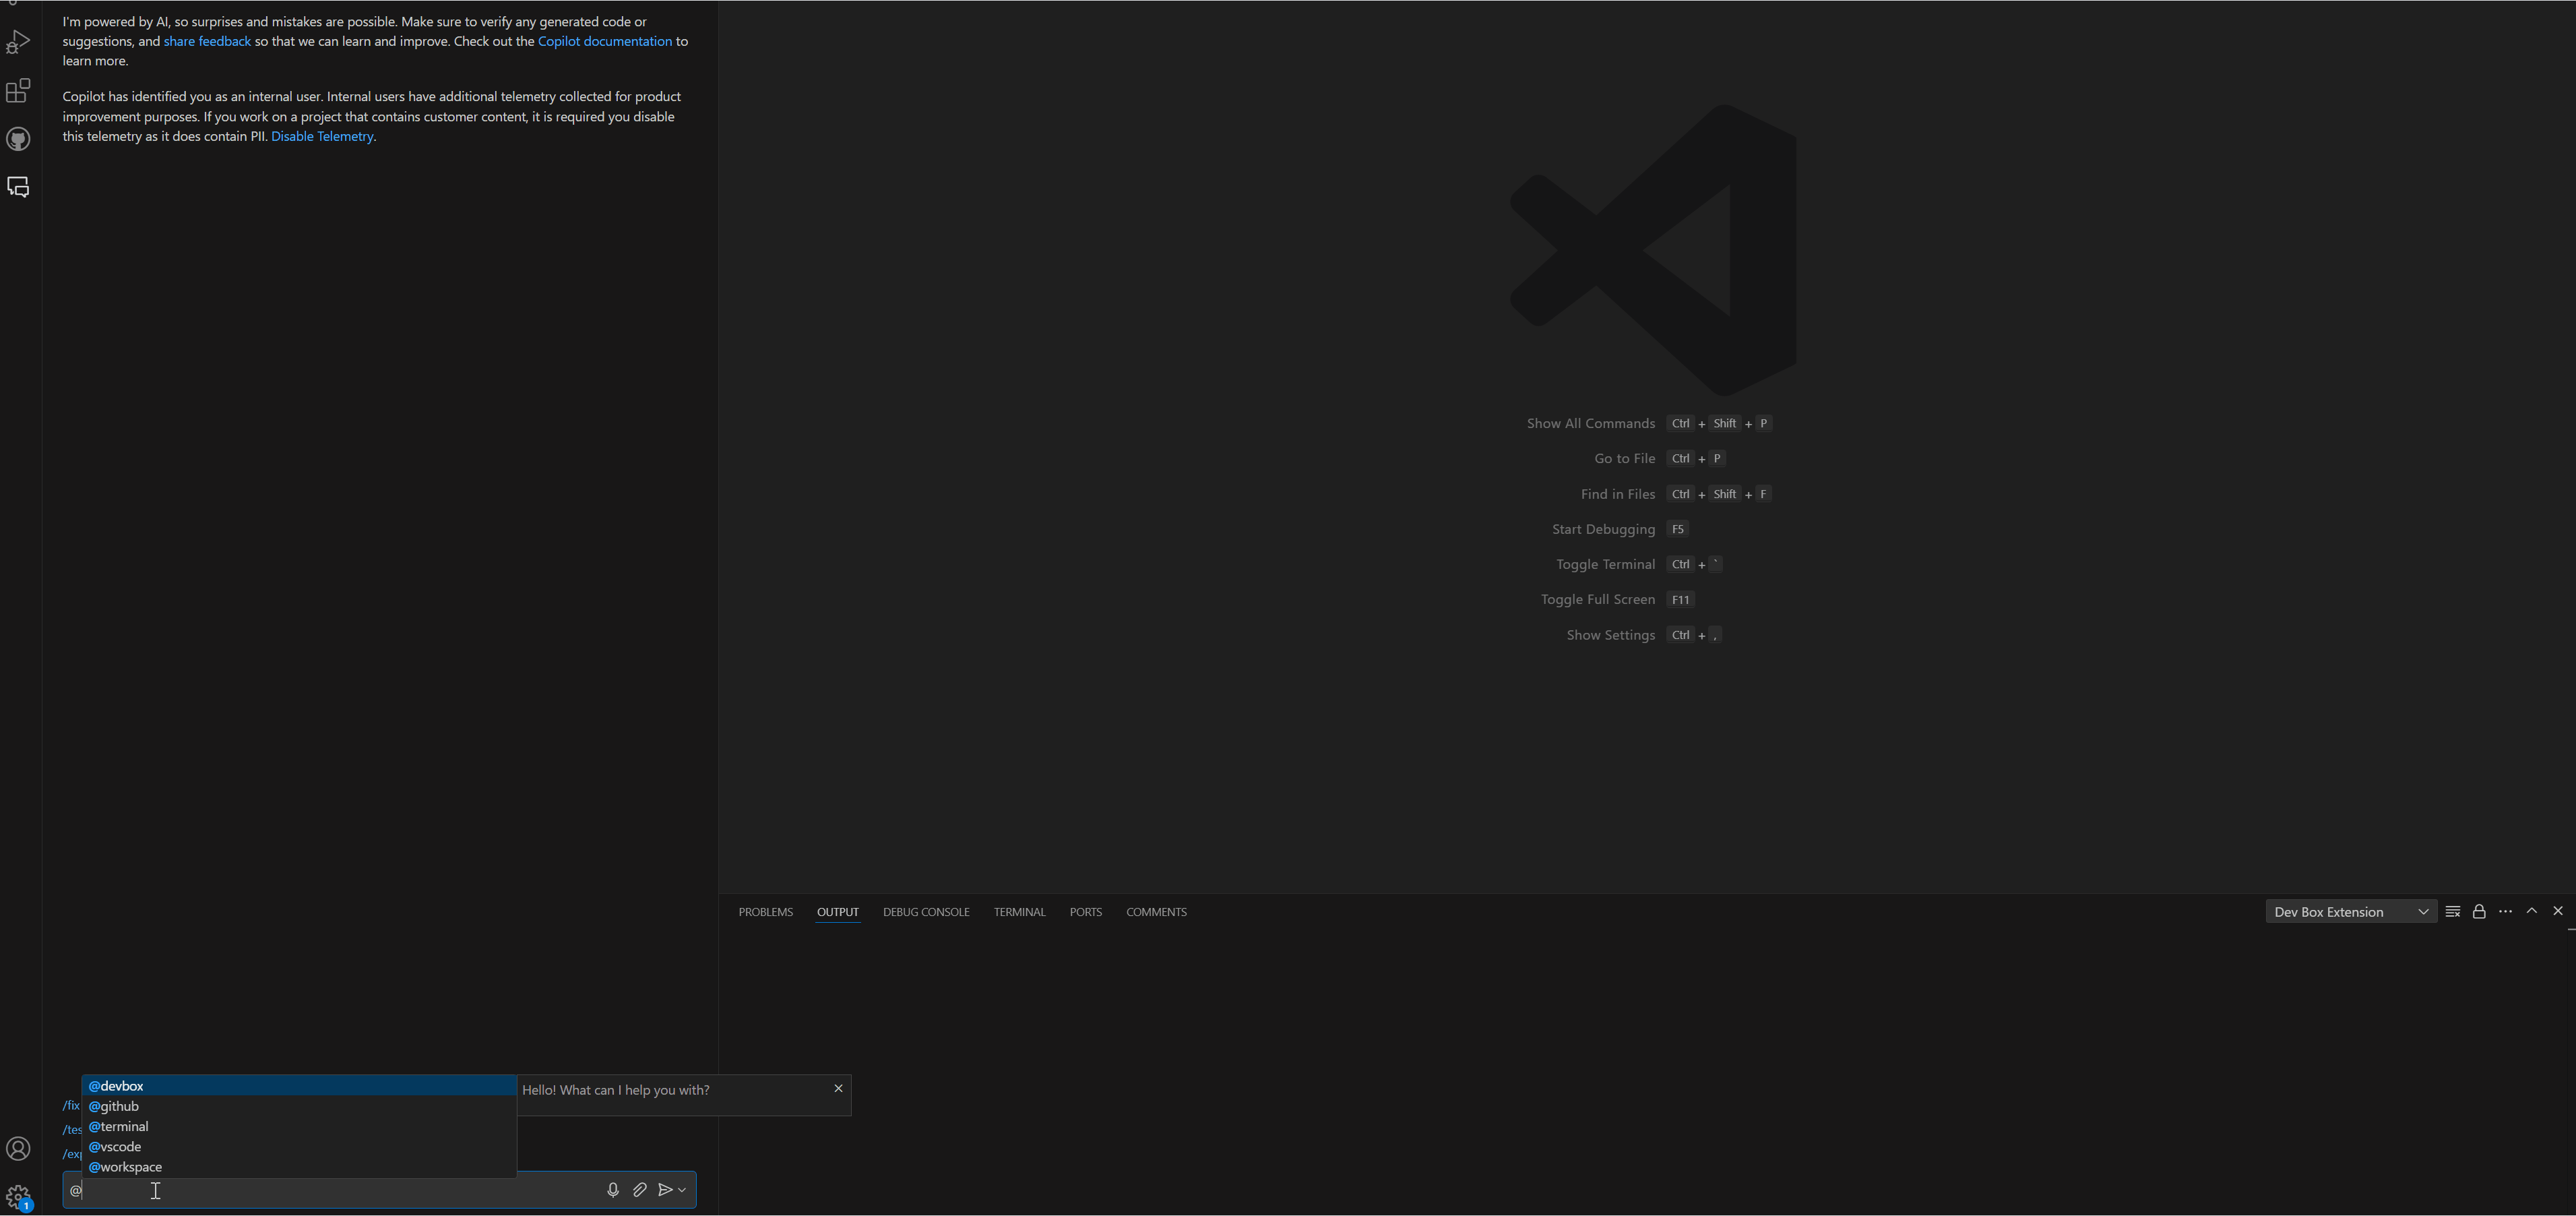 I'm powered by AI, so surprises and mistakes are possible. Make sure to verify any generated code or
suggestions, and share feedback so that we can learn and improve. Check out the Copilot documentation to
learn more.
Copilot has identified you as an internal user. Internal users have additional telemetry collected for product
improvement purposes. If you work on a project that contains customer content, it is required you disable
this telemetry as it does contain PII. Disable Telemetry.
/fix
/tes
/exp
@devbox
@github
@terminal
@vscode
@workspace
Hello! What can I help you with?
@
1
Show All Commands Ctrl + Shift + P
Go to File Ctrl + P
Find in Files Ctrl + Shift + F
Start Debugging F5
Toggle Terminal Ctrl + `
Toggle Full Screen F11
Show Settings Ctrl + ,
PROBLEMS OUTPUT DEBUG CONSOLE TERMINAL PORTS COMMENTS
Dev Box Extension